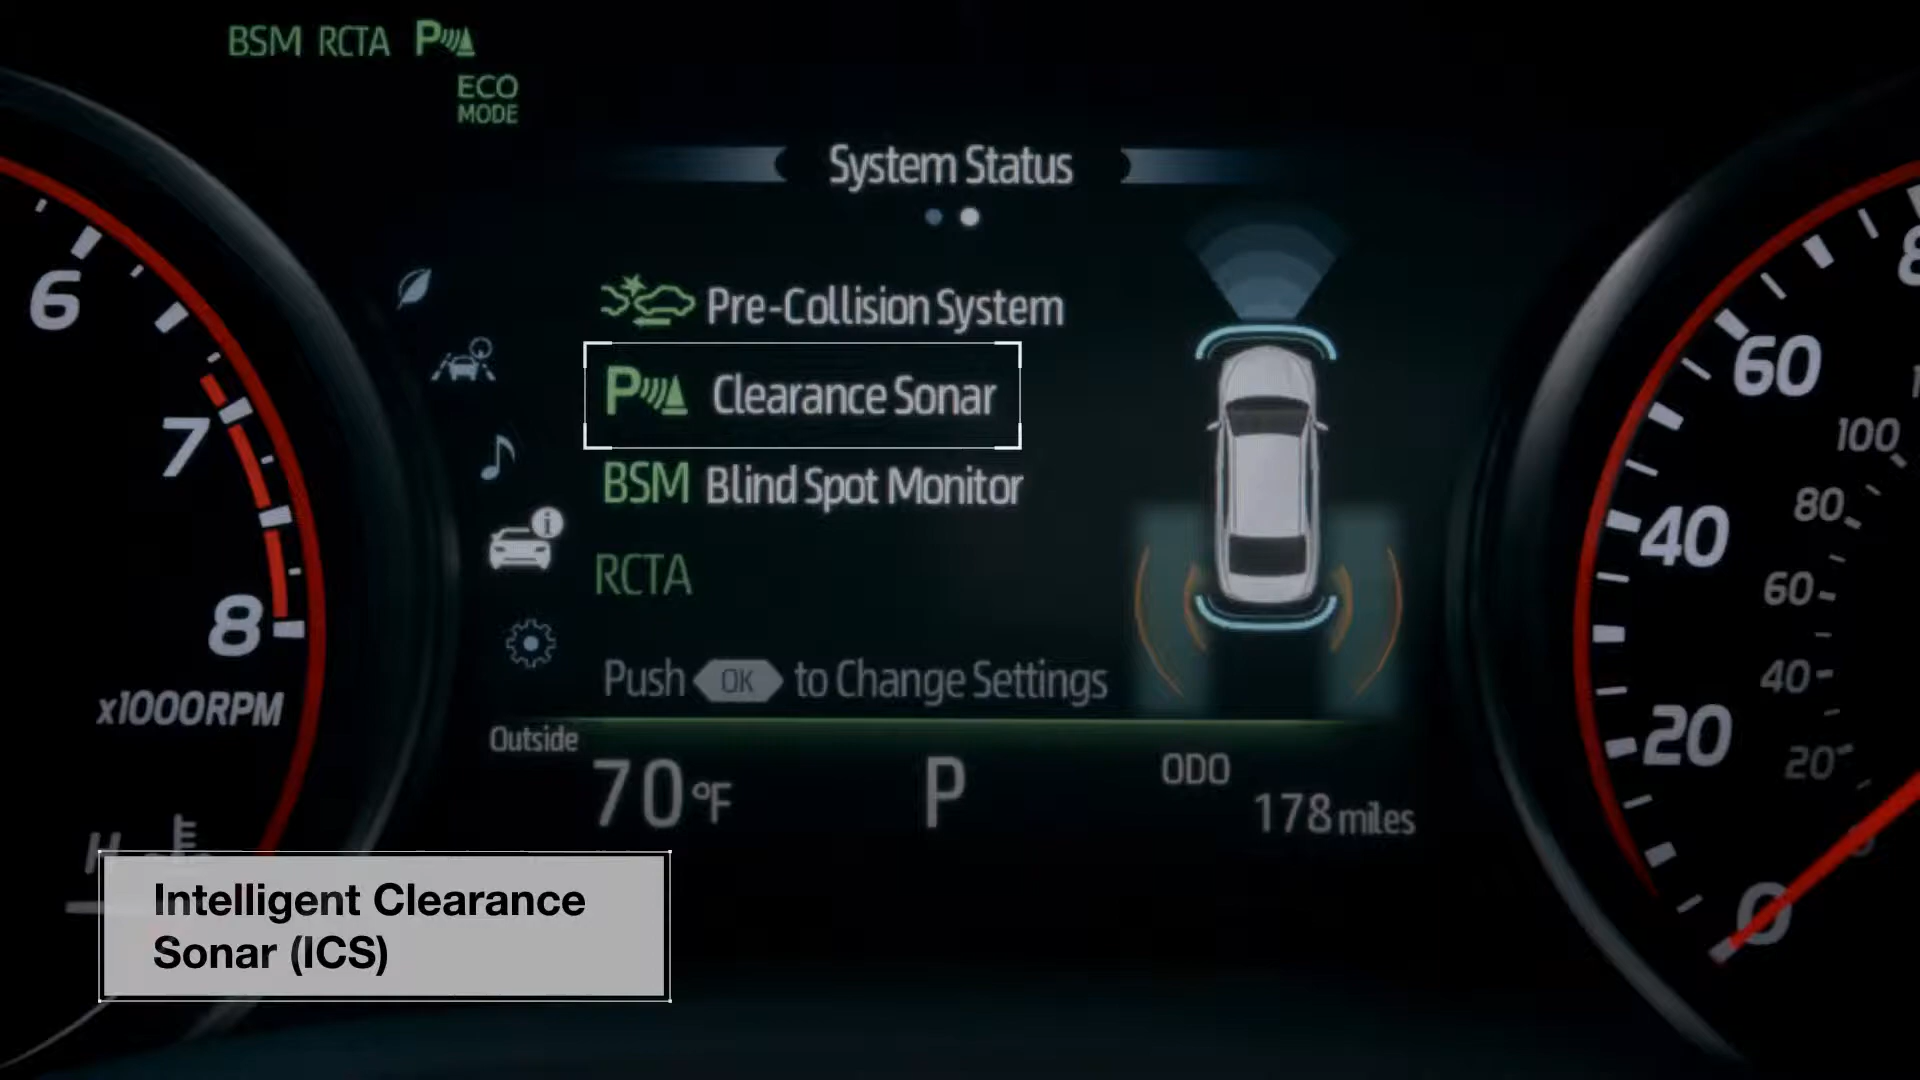 BSM RCTA P
ECO
MODE
System Status
Pre-Collision System
P Clearance Sonar
BSM Blind Spot Monitor
RCTA
Push OK to Change Settings
Outside
70°F
P
ODO
178 miles
6
7
8
x1000RPM
H
60
40
20
0
100
80
60
40
20
Intelligent Clearance
Sonar (ICS)